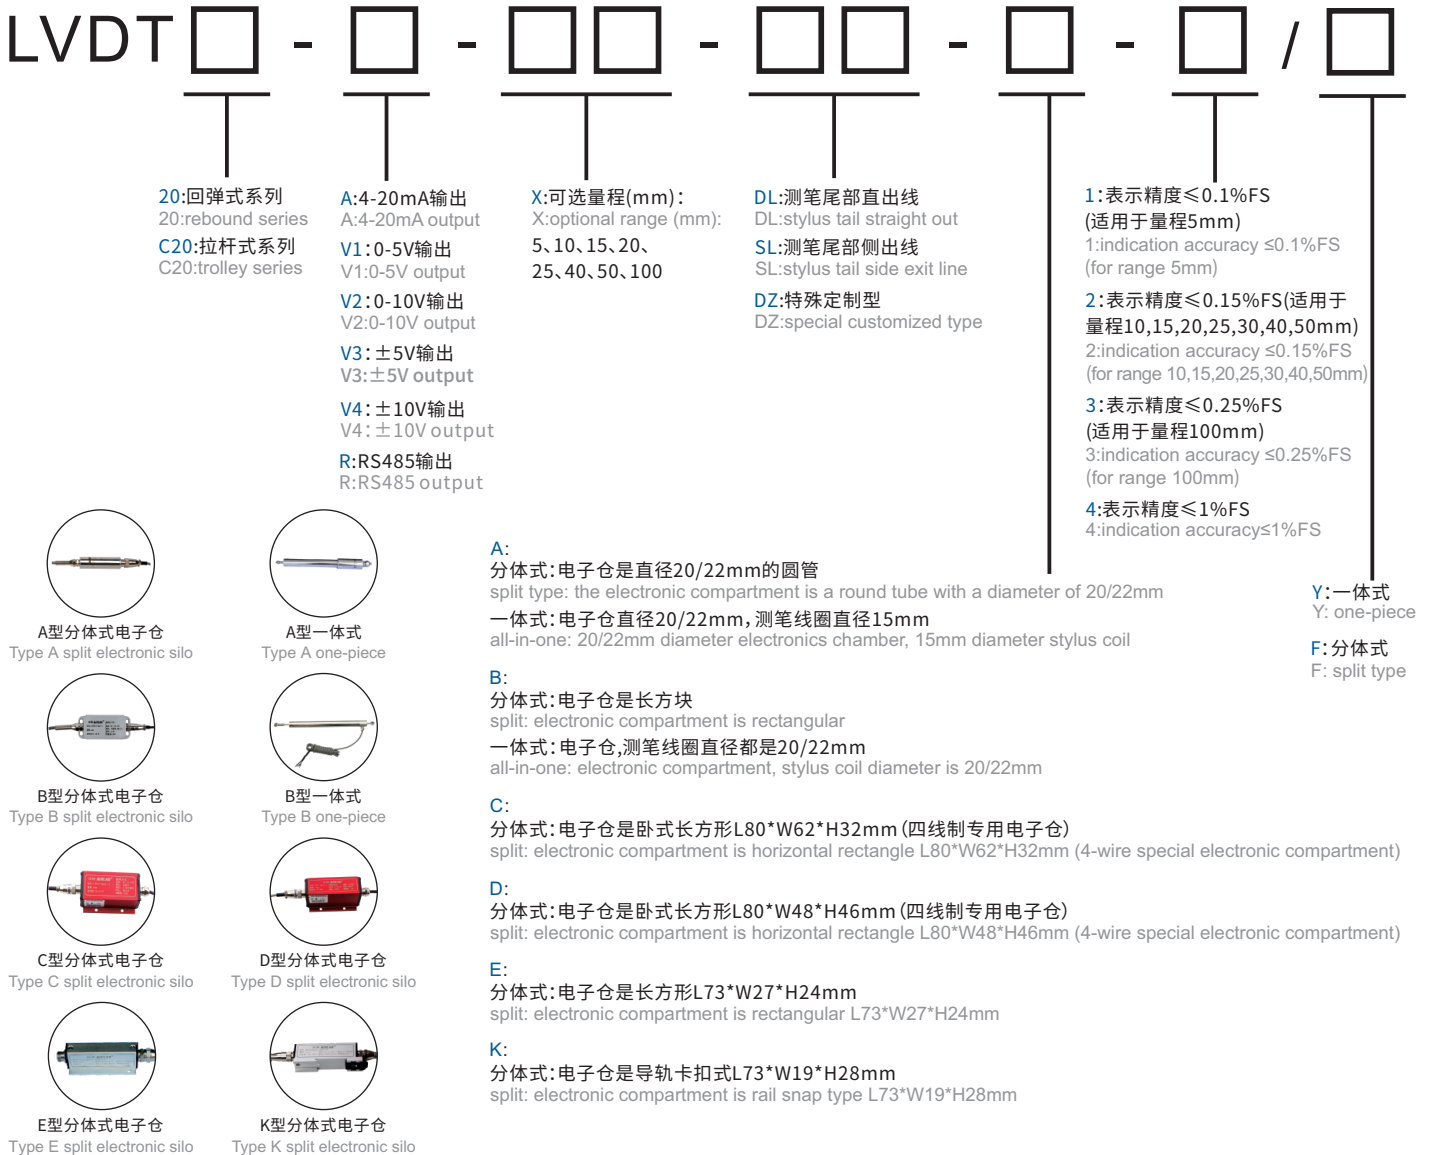 LVDT□ - □ - □□ - □□ - □ - □ / □
20:回弹式系列
20:rebound series
C20:拉杆式系列
C20:trolley series
A:4-20mA输出
A:4-20mA output
V1:0-5V输出
V1:0-5V output
V2:0-10V输出
V2:0-10V output
V3:±5V输出
V3:±5V output
V4:±10V输出
V4:±10V output
R:RS485输出
R:RS485 output
X:可选量程(mm):
X:optional range (mm):
5、10、15、20、
25、40、50、100
DL:测笔尾部直出线
DL:stylus tail straight out
SL:测笔尾部侧出线
SL:stylus tail side exit line
DZ:特殊定制型
DZ:special customized type
1:表示精度≤0.1%FS
(适用于量程5mm)
1:indication accuracy ≤0.1%FS
(for range 5mm)
2:表示精度≤0.15%FS(适用于
量程10,15,20,25,30,40,50mm)
2:indication accuracy ≤0.15%FS
(for range 10,15,20,25,30,40,50mm)
3:表示精度≤0.25%FS
(适用于量程100mm)
3:indication accuracy ≤0.25%FS
(for range 100mm)
4:表示精度≤1%FS
4:indication accuracy≤1%FS
Y:一体式
Y: one-piece
F:分体式
F: split type
A型分体式电子仓
Type A split electronic silo
A型一体式
Type A one-piece
B型分体式电子仓
Type B split electronic silo
B型一体式
Type B one-piece
C型分体式电子仓
Type C split electronic silo
D型分体式电子仓
Type D split electronic silo
E型分体式电子仓
Type E split electronic silo
K型分体式电子仓
Type K split electronic silo
A:
分体式:电子仓是直径20/22mm的圆管
split type: the electronic compartment is a round tube with a diameter of 20/22mm
一体式:电子仓直径20/22mm,测笔线圈直径15mm
all-in-one: 20/22mm diameter electronics chamber, 15mm diameter stylus coil
B:
分体式:电子仓是长方块
split: electronic compartment is rectangular
一体式:电子仓,测笔线圈直径都是20/22mm
all-in-one: electronic compartment, stylus coil diameter is 20/22mm
C:
分体式:电子仓是卧式长方形L80*W62*H32mm(四线制专用电子仓)
split: electronic compartment is horizontal rectangle L80*W62*H32mm (4-wire special electronic compartment)
D:
分体式:电子仓是卧式长方形L80*W48*H46mm(四线制专用电子仓)
split: electronic compartment is horizontal rectangle L80*W48*H46mm (4-wire special electronic compartment)
E:
分体式:电子仓是长方形L73*W27*H24mm
split: electronic compartment is rectangular L73*W27*H24mm
K:
分体式:电子仓是导轨卡扣式L73*W19*H28mm
split: electronic compartment is rail snap type L73*W19*H28mm